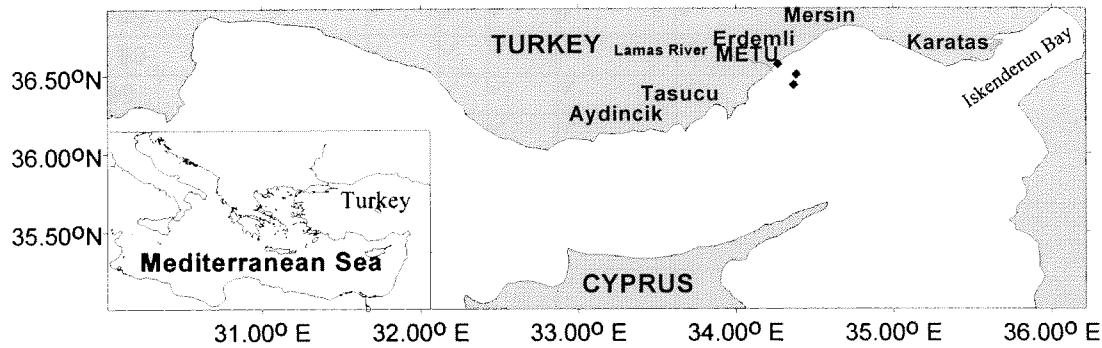 Mersin
TURKEY
Erdemli
Lamas River
METU
Karatas
Iskenderun Bay
36.50ºN
Tasucu
Aydincik
36.00ºN
Turkey
35.50ºN
Mediterranean Sea
CYPRUS
31.00º E 32.00º E 33.00º E 34.00º E 35.00º E 36.00º E